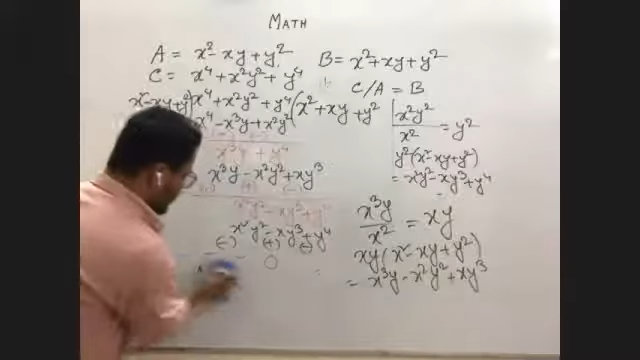 MATH
A = x² - xy + y² B = x² + xy + y²
C = x⁴ + x²y² + y⁴
C/A = B
x² - xy + y²) x⁴ + x²y² + y⁴ (x² + xy + y²
x⁴ - x³y + x²y²
x³y + y⁴
x³y - x²y² + xy³
x²y² - xy³ + y⁴
x²y² - xy³ + y⁴
(-) (+) (-)
0
x²y²/x² = y²
y²(x² - xy + y²)
= x²y² - xy³ + y⁴
x³y/x² = xy
xy(x² - xy + y²)
= x³y - x²y² + xy³